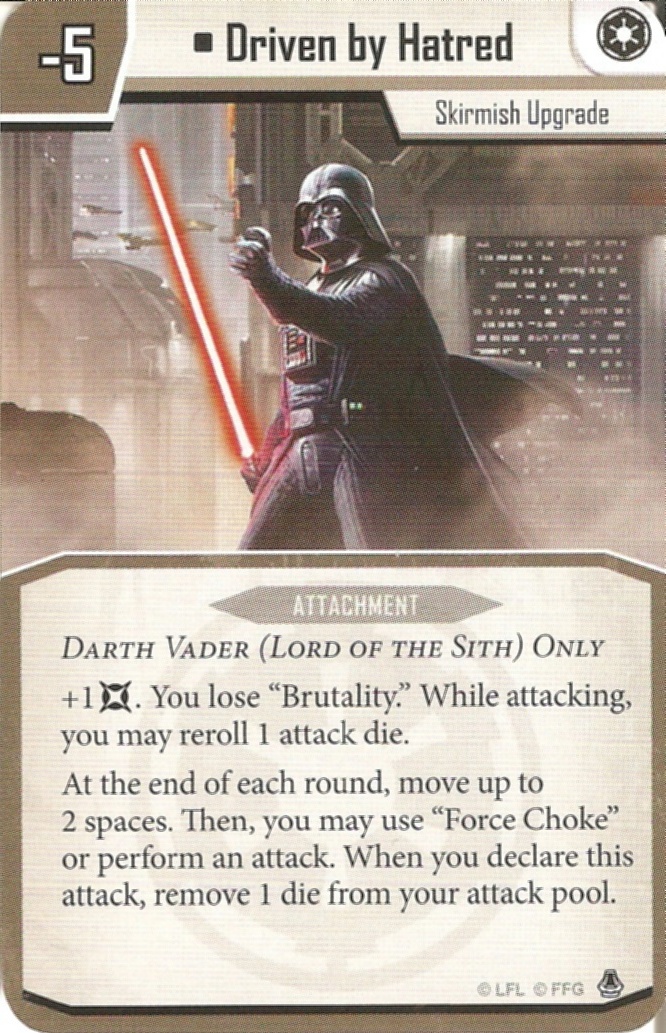 -5
Driven by Hatred
Skirmish Upgrade
ATTACHMENT
DARTH VADER (LORD OF THE SITH) ONLY
+1. You lose “Brutality.” While attacking,
you may reroll 1 attack die.
At the end of each round, move up to
2 spaces. Then, you may use “Force Choke”
or perform an attack. When you declare this
attack, remove 1 die from your attack pool.
© LFL © FFG